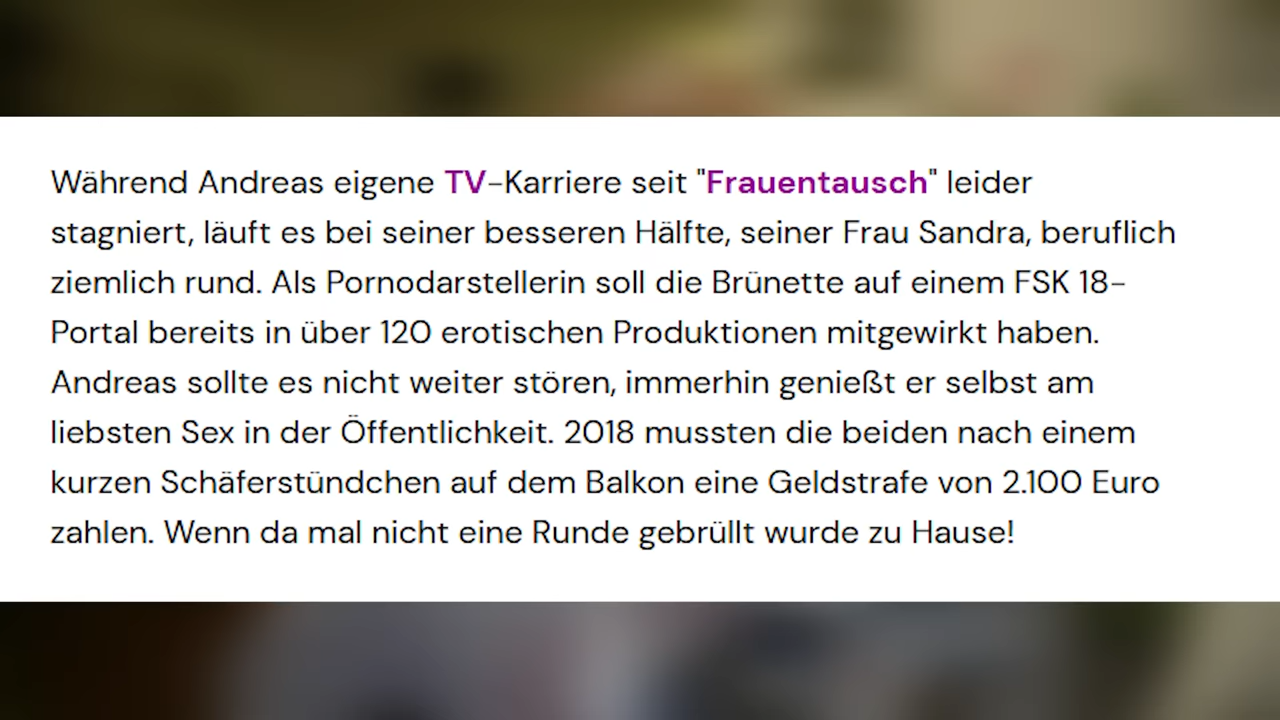 Während Andreas eigene TV-Karriere seit "Frauentausch" leider
stagniert, läuft es bei seiner besseren Hälfte, seiner Frau Sandra, beruflich
ziemlich rund. Als Pornodarstellerin soll die Brünette auf einem FSK 18-
Portal bereits in über 120 erotischen Produktionen mitgewirkt haben.
Andreas sollte es nicht weiter stören, immerhin genießt er selbst am
liebsten Sex in der Öffentlichkeit. 2018 mussten die beiden nach einem
kurzen Schäferstündchen auf dem Balkon eine Geldstrafe von 2.100 Euro
zahlen. Wenn da mal nicht eine Runde gebrüllt wurde zu Hause!